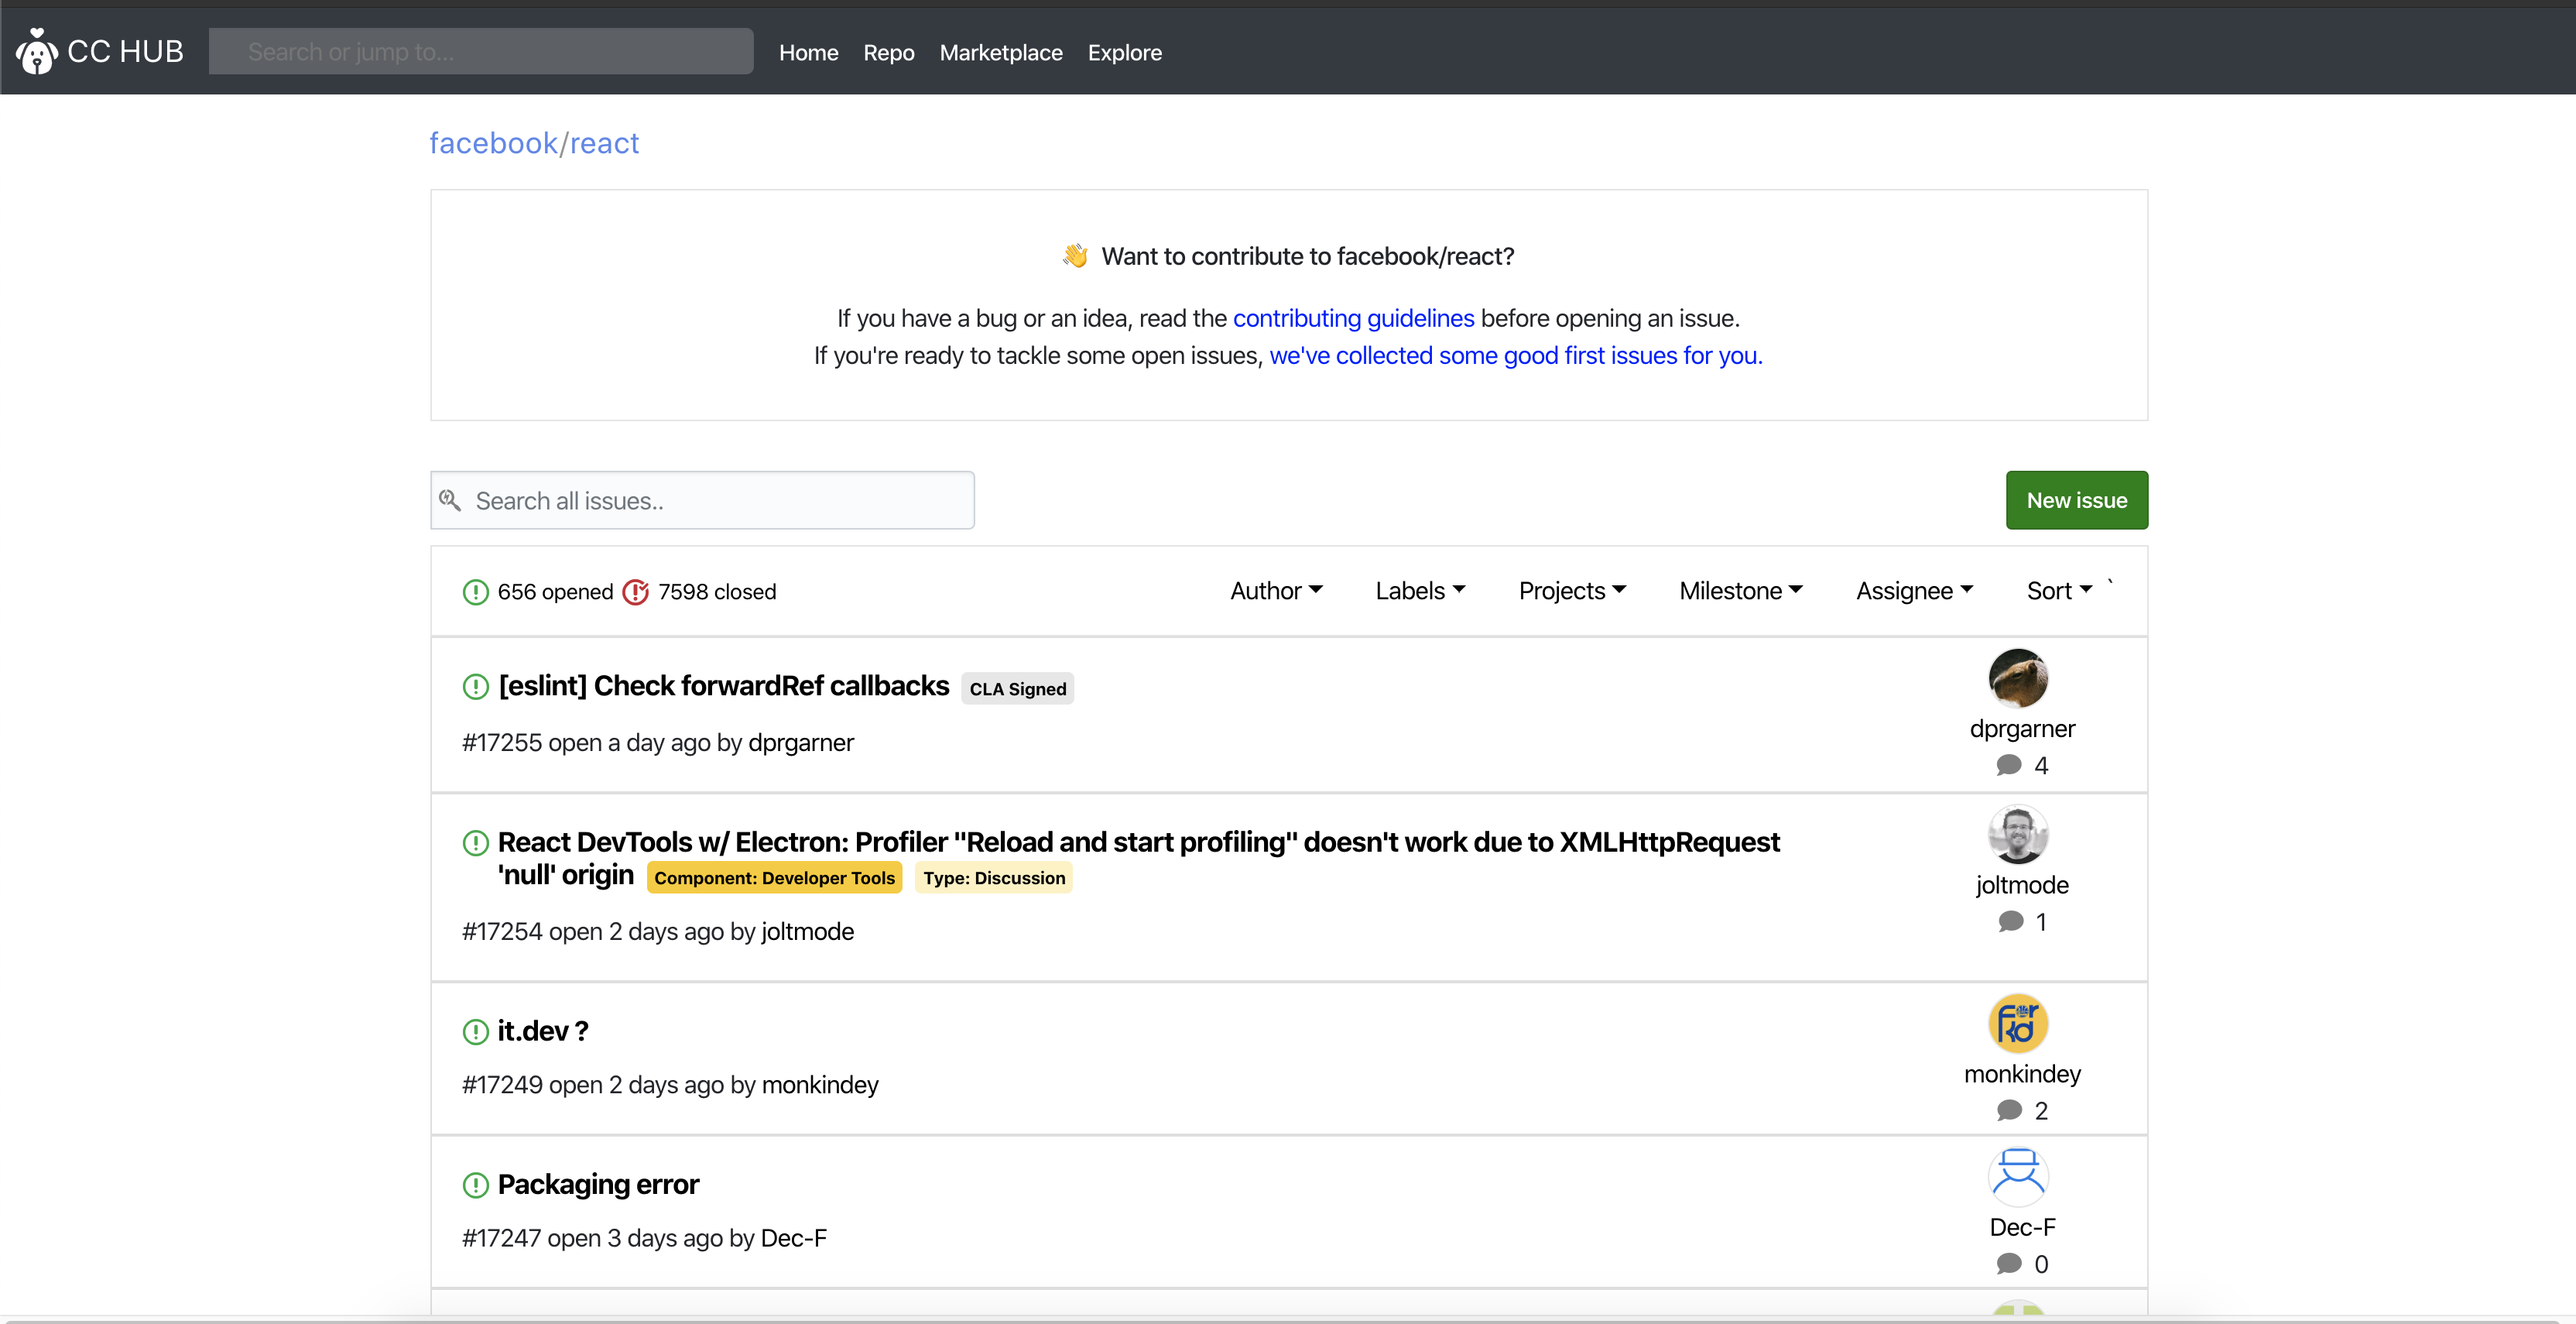 CC HUB Search or jump to... Home Repo Marketplace Explore
facebook/react
👋 Want to contribute to facebook/react?
If you have a bug or an idea, read the contributing guidelines before opening an issue.
If you're ready to tackle some open issues, we've collected some good first issues for you.
Search all issues..
New issue
656 opened 7598 closed Author Labels Projects Milestone Assignee Sort `
[eslint] Check forwardRef callbacks CLA Signed
#17255 open a day ago by dprgarner
dprgarner
4
React DevTools w/ Electron: Profiler "Reload and start profiling" doesn't work due to XMLHttpRequest
'null' origin Component: Developer Tools Type: Discussion
#17254 open 2 days ago by joltmode
joltmode
1
it.dev ?
#17249 open 2 days ago by monkindey
monkindey
2
Packaging error
#17247 open 3 days ago by Dec-F
Dec-F
0